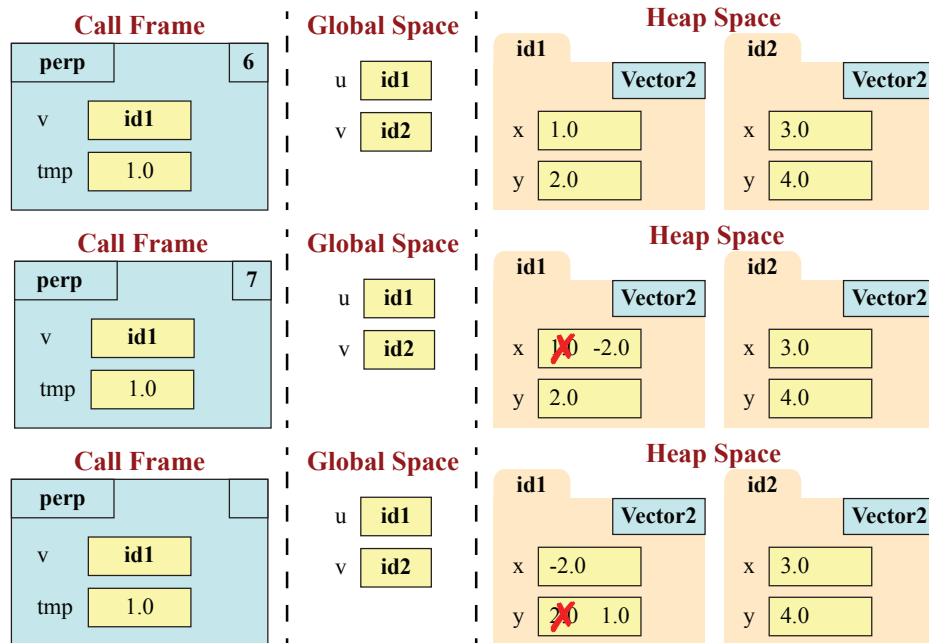 Call Frame Global Space Heap Space
id1 id2
perp 6
u id1
Vector2 Vector2
v id1
v id2
x 1.0 x 3.0
tmp 1.0
y 2.0 y 4.0
Call Frame Global Space Heap Space
id1 id2
perp 7
u id1
Vector2 Vector2
v id1
v id2
x 1.0 -2.0 x 3.0
tmp 1.0
y 2.0 y 4.0
Call Frame Global Space Heap Space
id1 id2
perp
u id1
Vector2 Vector2
v id1
v id2
x -2.0 x 3.0
tmp 1.0
y 2.0 1.0 y 4.0